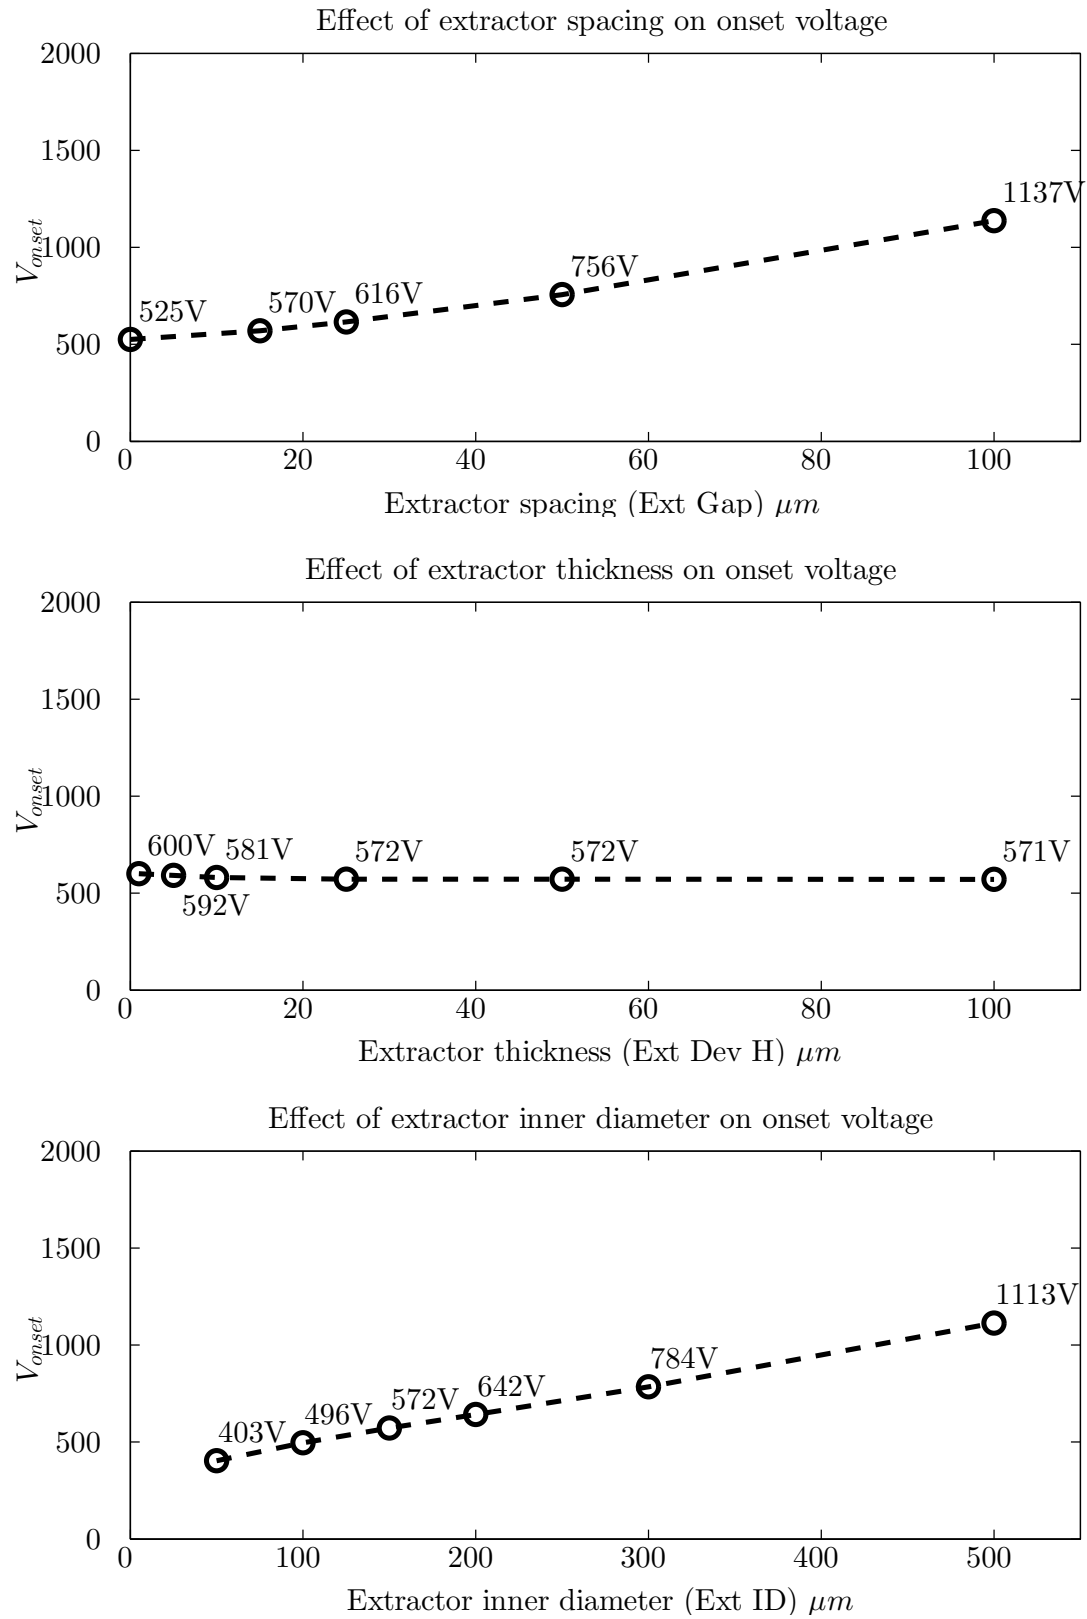 Effect of extractor spacing on onset voltage
2000
1500
1000
500
0
V_onset
525V
570V
616V
756V
1137V
0 20 40 60 80 100
Extractor spacing (Ext Gap) μm
Effect of extractor thickness on onset voltage
2000
1500
1000
500
0
V_onset
600V
592V
581V
572V
572V
571V
0 20 40 60 80 100
Extractor thickness (Ext Dev H) μm
Effect of extractor inner diameter on onset voltage
2000
1500
1000
500
0
V_onset
403V
496V
572V
642V
784V
1113V
0 100 200 300 400 500
Extractor inner diameter (Ext ID) μm